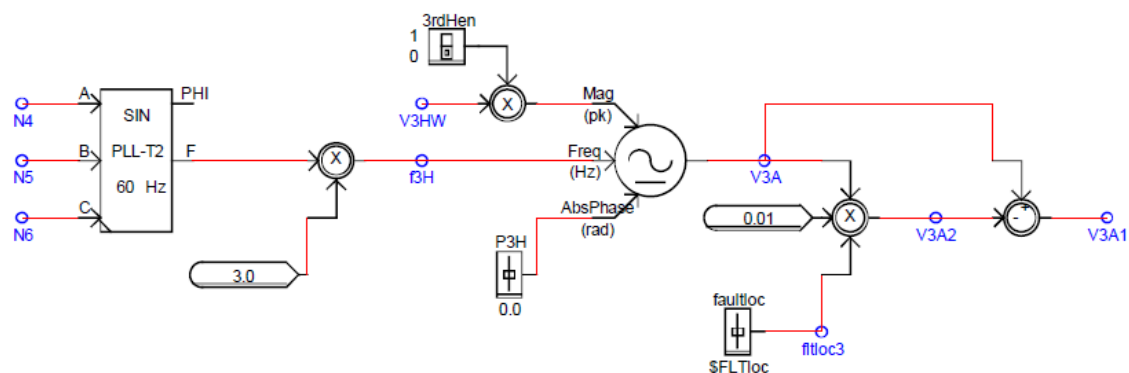 3rdHen
1
0
A
PHI
SIN
N4
V3HW
X
Mag
(pk)
B
PLL-T2
F
N5
60 Hz
X
f3H
Freq
(Hz)
V3A
C
N6
AbsPhase
(rad)
0.01
X
V3A2
+
-
V3A1
3.0
P3H
0.0
faultloc
fltloc3
$FLTloc